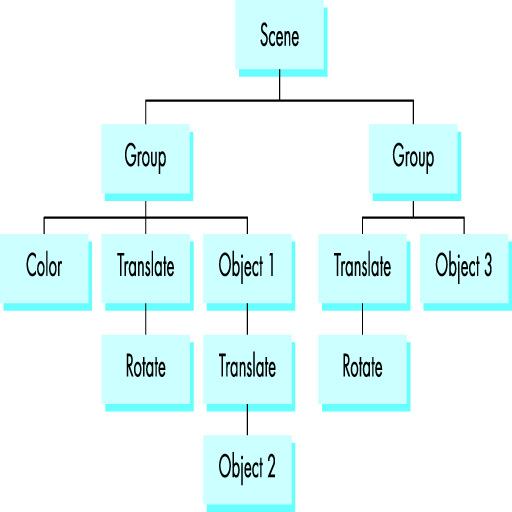 Scene
Group
Group
Color
Translate
Object 1
Translate
Object 3
Rotate
Translate
Rotate
Object 2